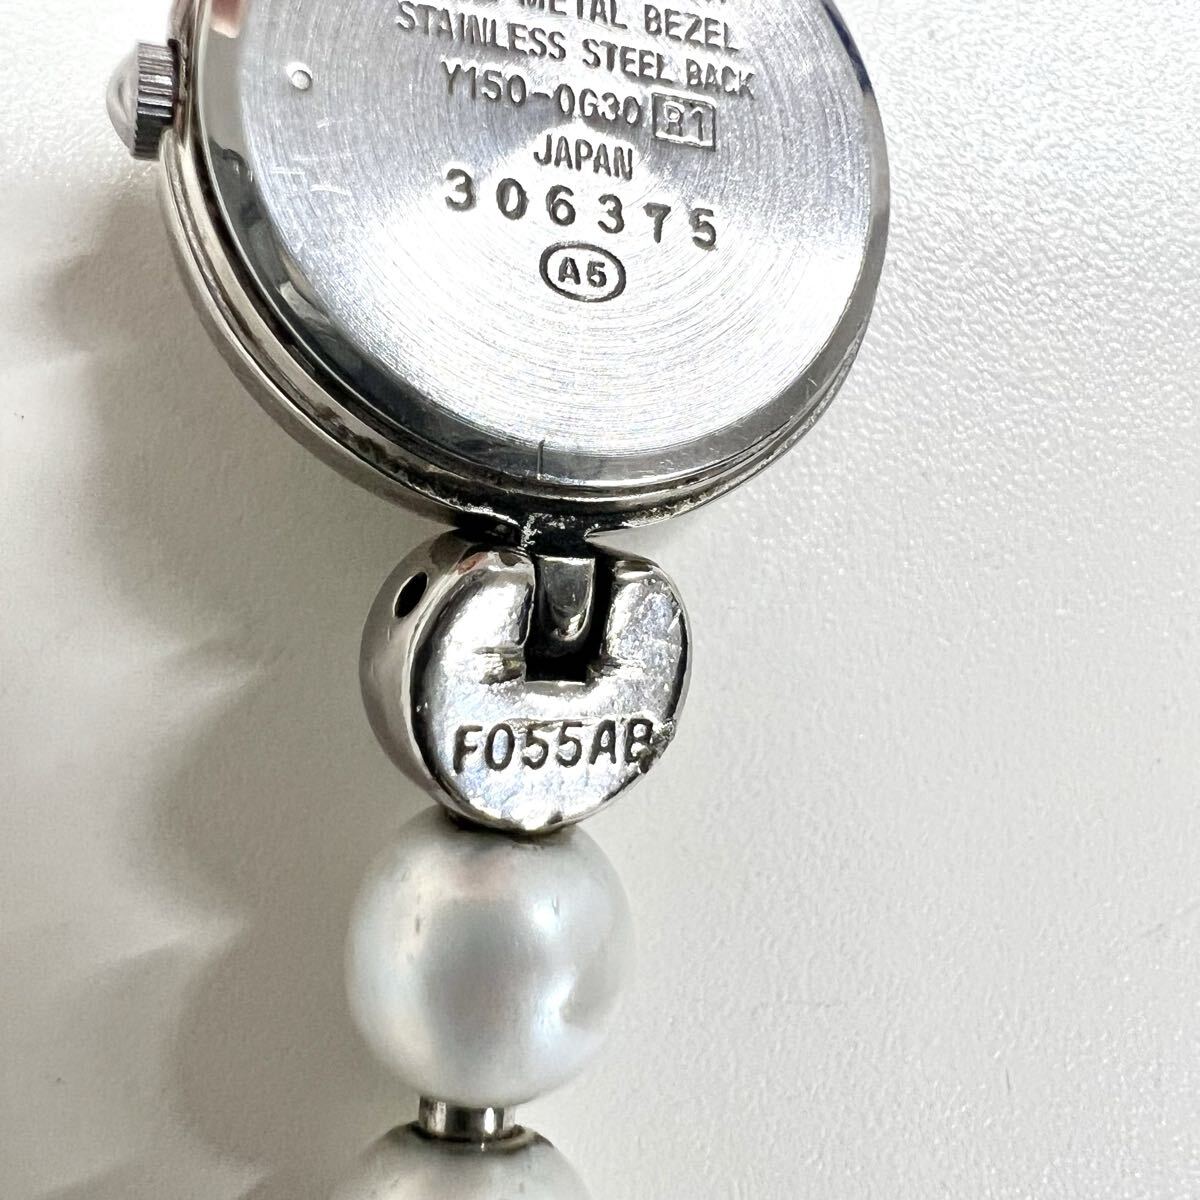 METAL BEZEL
STAINLESS STEEL BACK
Y150-0G30 R1
JAPAN
306375
A5
F055AB